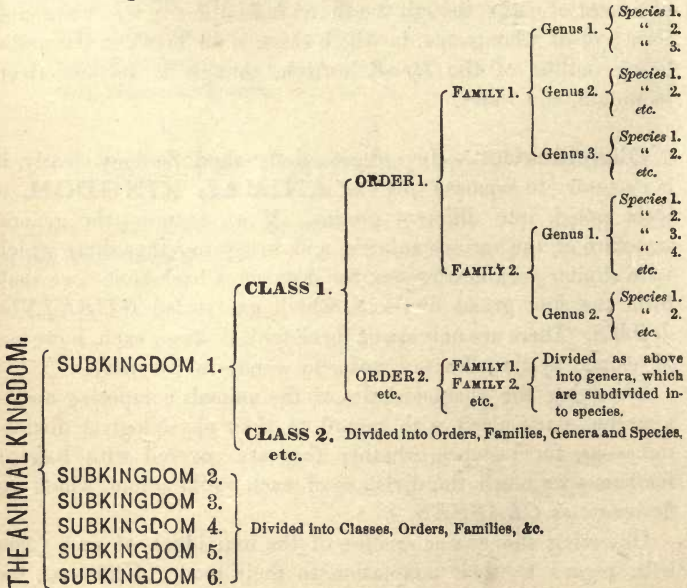 THE ANIMAL KINGDOM.
SUBKINGDOM 1.
CLASS 1.
ORDER 1.
FAMILY 1.
Genus 1.
Species 1.
“ 2.
“ 3.
Genus 2.
Species 1.
“ 2.
etc.
Genus 3.
Species 1.
“ 2.
etc.
FAMILY 2.
Genus 1.
Species 1.
“ 2.
“ 3.
“ 4.
etc.
Genus 2.
Species 1.
“ 2.
etc.
ORDER 2.
etc.
FAMILY 1.
FAMILY 2.
etc.
Divided as above
into genera, which
are subdivided in-
to species.
CLASS 2. Divided into Orders, Families, Genera and Species.
etc.
SUBKINGDOM 2.
SUBKINGDOM 3.
SUBKINGDOM 4.
SUBKINGDOM 5.
SUBKINGDOM 6.
Divided into Classes, Orders, Families, &c.